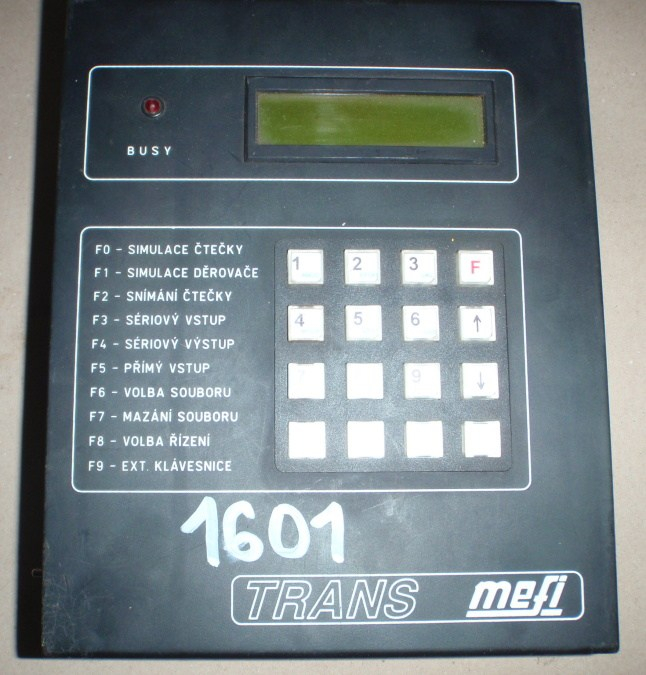 BUSY
F0 - SIMULACE ČTEČKY
F1 - SIMULACE DĚROVAČE
F2 - SNÍMÁNÍ ČTEČKY
F3 - SÉRIOVÝ VSTUP
F4 - SÉRIOVÝ VÝSTUP
F5 - PŘÍMÝ VSTUP
F6 - VOLBA SOUBORU
F7 - MAZÁNÍ SOUBORU
F8 - VOLBA ŘÍZENÍ
F9 - EXT. KLÁVESNICE
1 2 3 F
4 5 6 ↑
9 ↓
1601
TRANS mefi